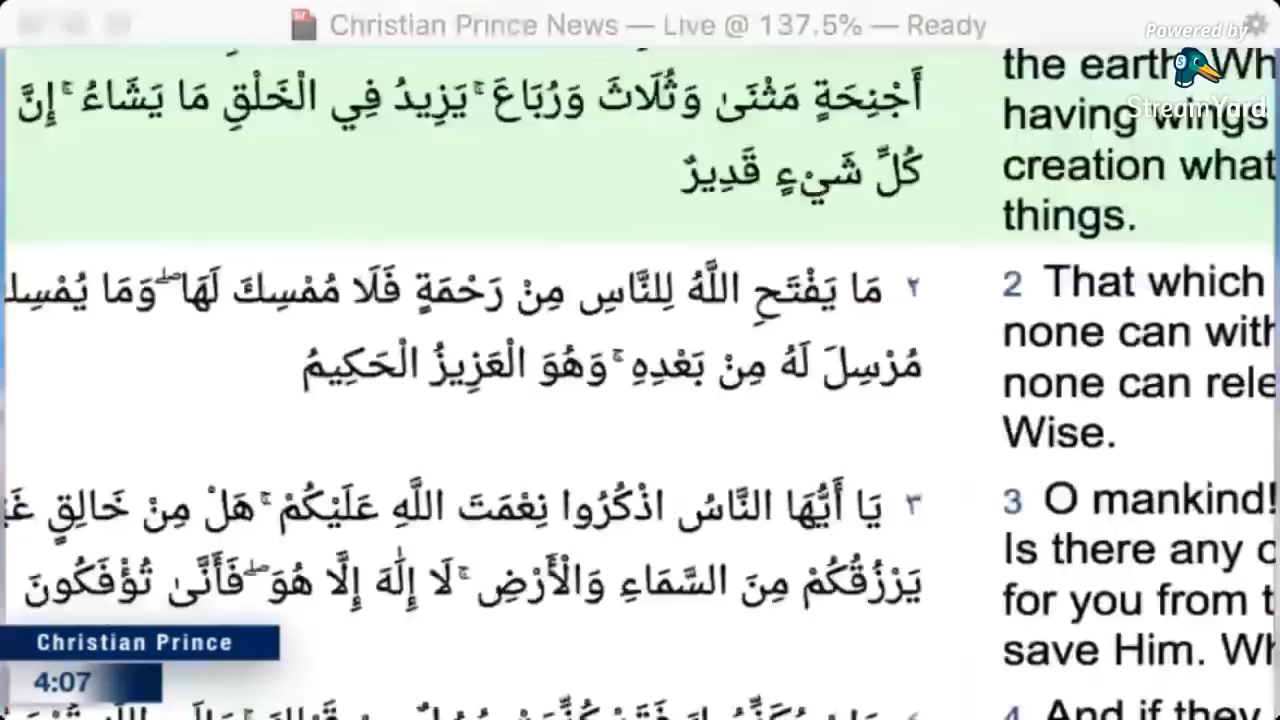 Christian Prince News — Live @ 137.5% — Ready
Powered by
StreamYard
أَجْنِحَةٍ مَثْنَىٰ وَثُلَاثَ وَرُبَاعَ ۚ يَزِيدُ فِي الْخَلْقِ مَا يَشَاءُ ۚ إِنَّ
كُلِّ شَيْءٍ قَدِيرٌ
٢ مَا يَفْتَحِ اللَّهُ لِلنَّاسِ مِنْ رَحْمَةٍ فَلَا مُمْسِكَ لَهَا ۖ وَمَا
مُرْسِلَ لَهُ مِنْ بَعْدِهِ ۚ وَهُوَ الْعَزِيزُ الْحَكِيمُ
٣ يَا أَيُّهَا النَّاسُ اذْكُرُوا نِعْمَتَ اللَّهِ عَلَيْكُمْ ۚ هَلْ مِنْ خَالِقٍ
يَرْزُقُكُمْ مِنَ السَّمَاءِ وَالْأَرْضِ ۚ لَا إِلَٰهَ إِلَّا هُوَ ۖ فَأَنَّىٰ تُؤْفَكُونَ
the earth. Wh
having wings
creation what
things.
2 That which
none can with
none can rele
Wise.
3 O mankind!
Is there any
for you from t
save Him. Wh
4 And if they
Christian Prince
4:07